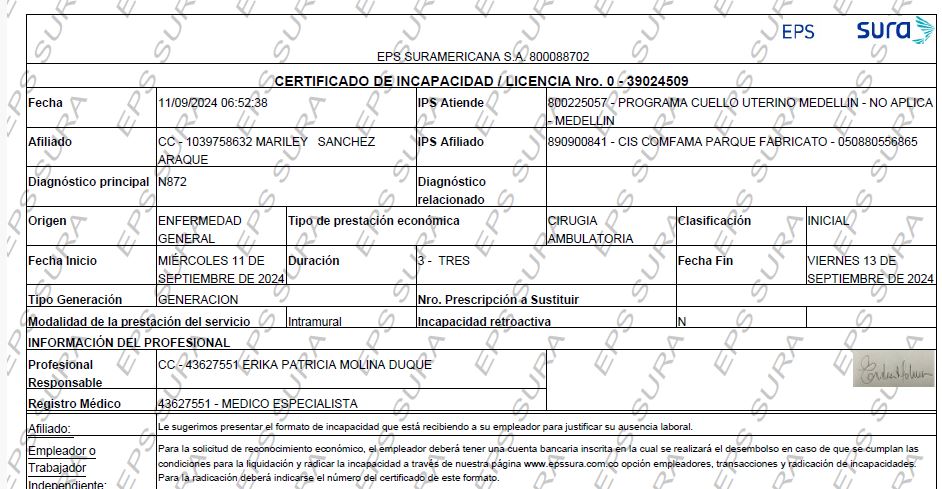 EPS sura
EPS SURAMERICANA S.A. 800088702
CERTIFICADO DE INCAPACIDAD / LICENCIA Nro. 0 - 39024509
Fecha 11/09/2024 06:52:38 IPS Atiende 800225057 - PROGRAMA CUELLO UTERINO MEDELLIN - NO APLICA
- MEDELLIN
Afiliado CC - 1039758632 MARILEY SANCHEZ IPS Afiliado 890900841 - CIS COMFAMA PARQUE FABRICATO - 050880556865
ARAQUE
Diagnóstico principal N872 Diagnóstico
relacionado
Origen ENFERMEDAD Tipo de prestación económica CIRUGIA Clasificación INICIAL
GENERAL AMBULATORIA
Fecha Inicio MIÉRCOLES 11 DE Duración 3 - TRES Fecha Fin VIERNES 13 DE
SEPTIEMBRE DE 2024 SEPTIEMBRE DE 2024
Tipo Generación GENERACION Nro. Prescripción a Sustituir
Modalidad de la prestación del servicio Intramural Incapacidad retroactiva N
INFORMACIÓN DEL PROFESIONAL
Profesional CC - 43627551 ERIKA PATRICIA MOLINA DUQUE
Responsable
Registro Médico 43627551 - MEDICO ESPECIALISTA
Afiliado: Le sugerimos presentar el formato de incapacidad que está recibiendo a su empleador para justificar su ausencia laboral.
Empleador o Para la solicitud de reconocimiento económico, el empleador deberá tener una cuenta bancaria inscrita en la cual se realizará el desembolso en caso de que se cumplan las
Trabajador condiciones para la liquidación y radicar la incapacidad a través de nuestra página www.epssura.com.co opción empleadores, transacciones y radicación de incapacidades.
Independiente: Para la radicación deberá indicarse el número del certificado de este formato.